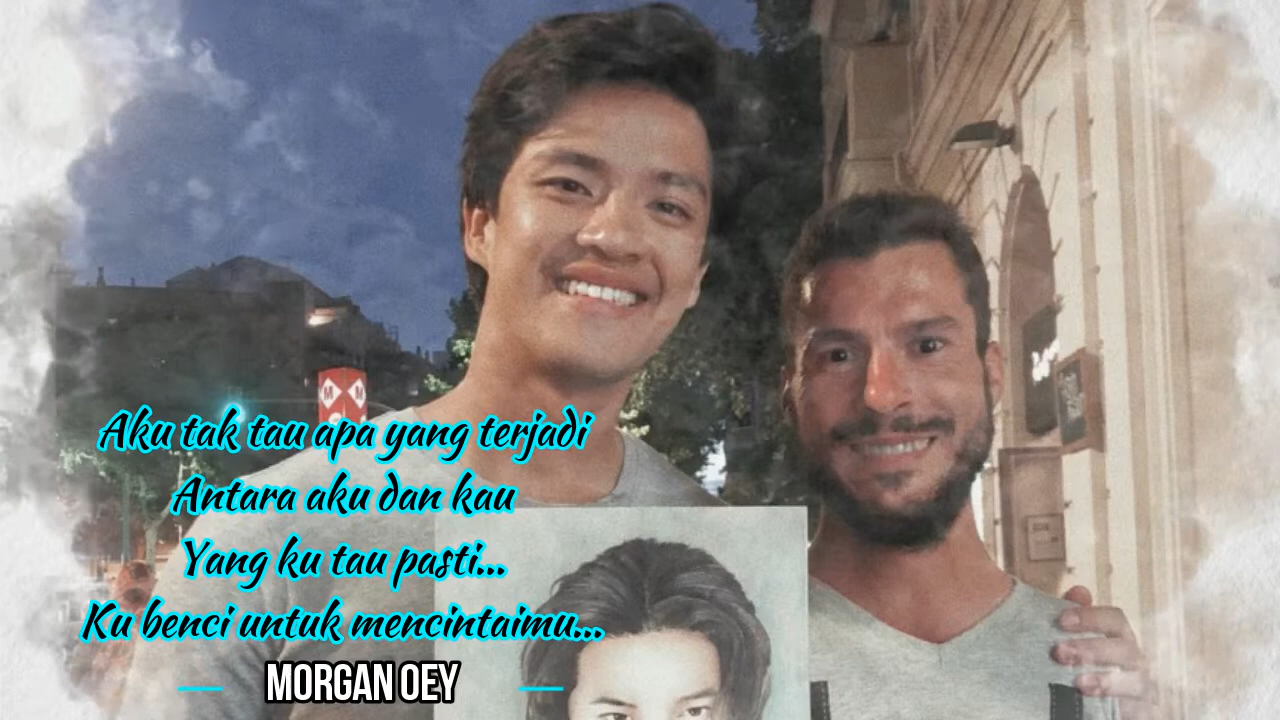 M M
Aku tak tau apa yang terjadi
Antara aku dan kau
Yang ku tau pasti...
Ku benci untuk mencintaimu...
MORGAN OEY